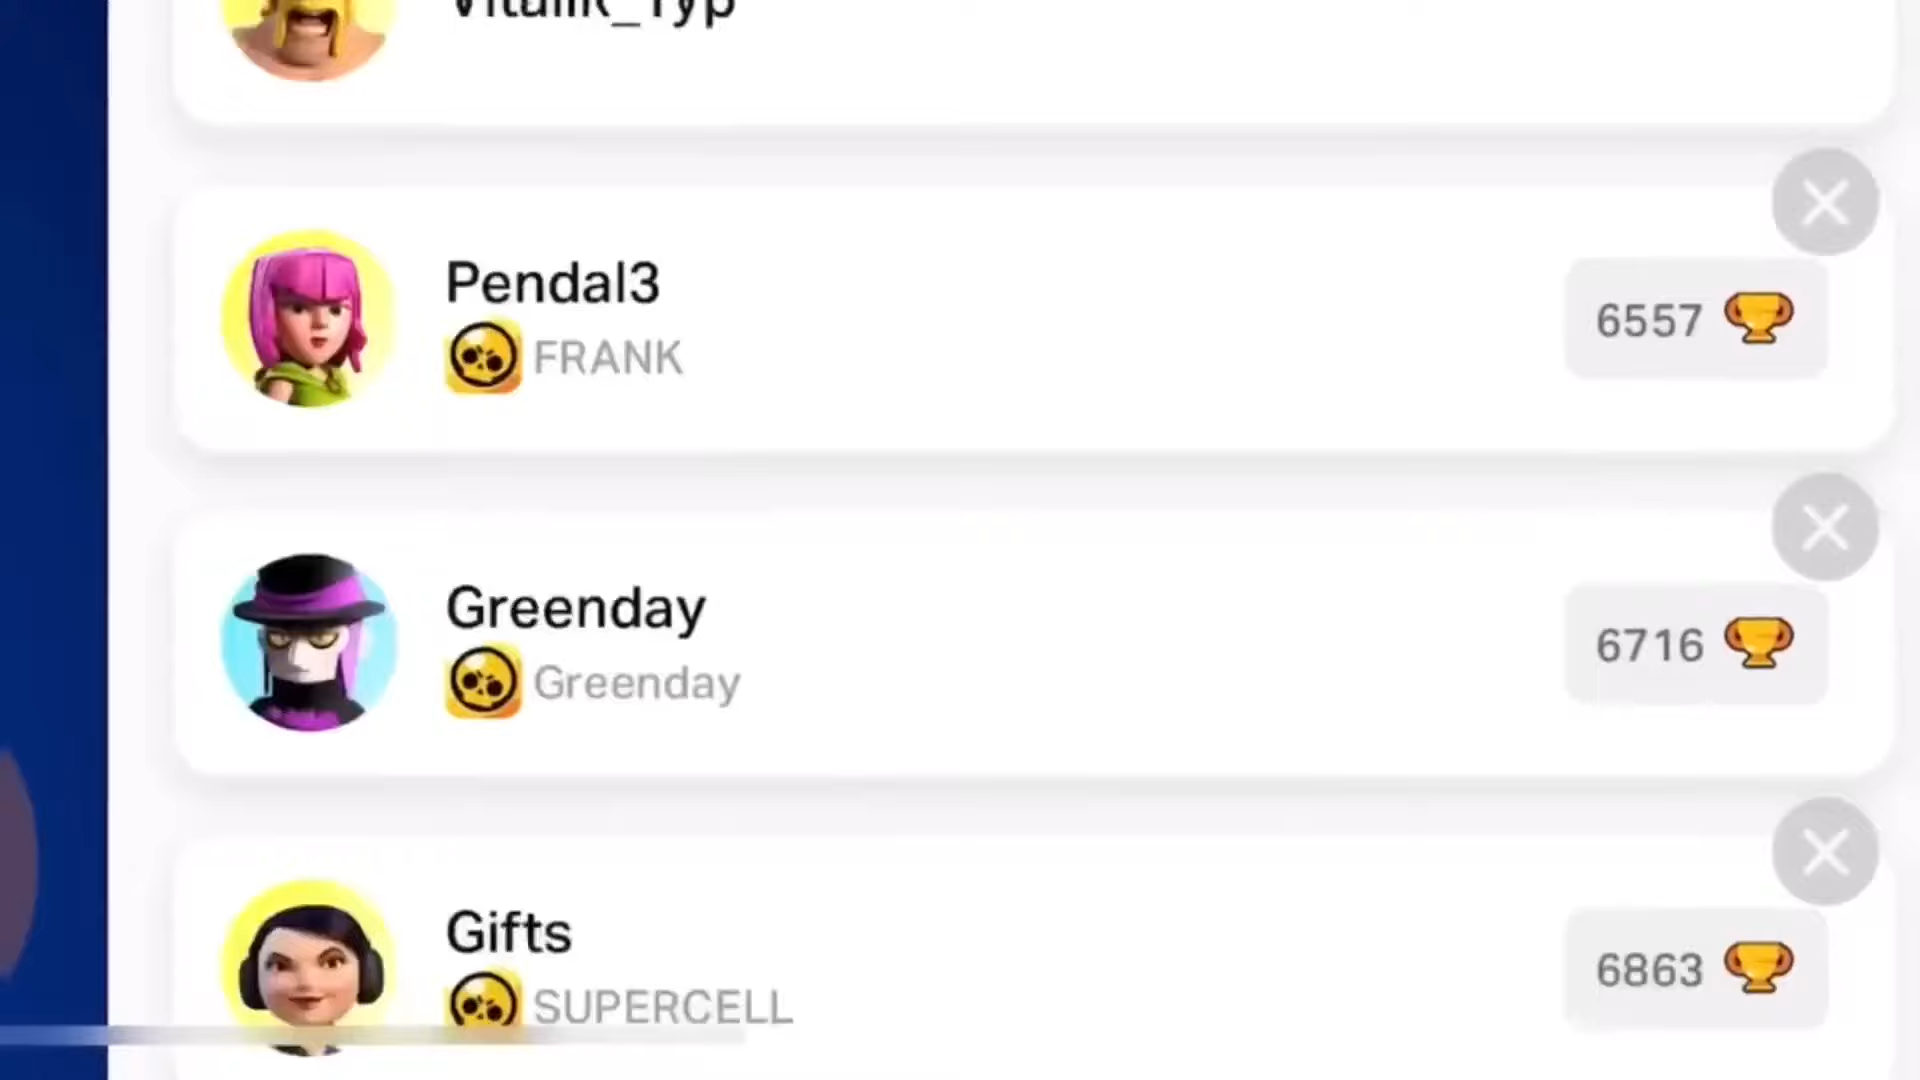 Pendal3
FRANK
6557
Greenday
Greenday
6716
Gifts
SUPERCELL
6863